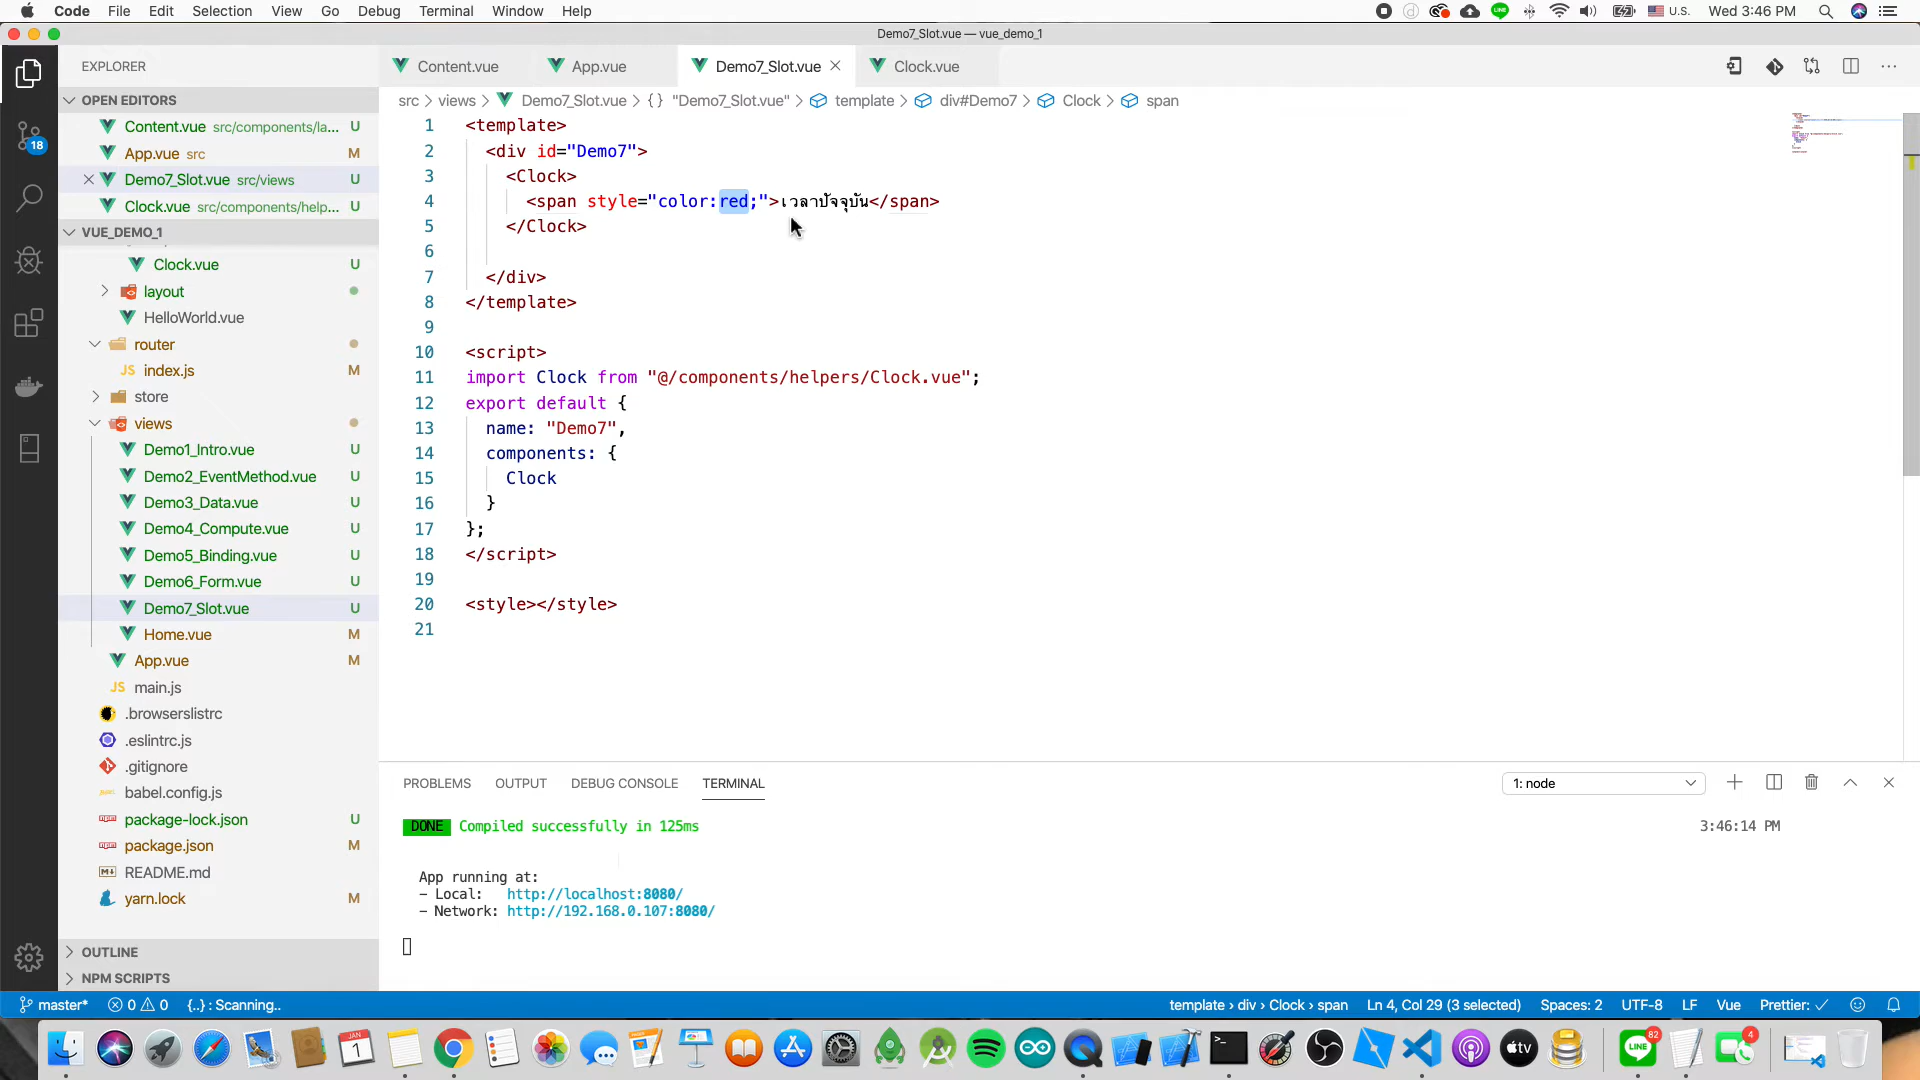 Code File Edit Selection View Go Debug Terminal Window Help
U.S. Wed 3:46 PM
Demo7_Slot.vue — vue_demo_1
EXPLORER
Content.vue App.vue Demo7_Slot.vue Clock.vue
src > views > Demo7_Slot.vue > {} "Demo7_Slot.vue" > template > div#Demo7 > Clock > span
OPEN EDITORS
Content.vue src/components/la... U
App.vue src M
Demo7_Slot.vue src/views U
Clock.vue src/components/help... U
VUE_DEMO_1
Clock.vue U
layout
HelloWorld.vue
router
JS index.js M
store
views
Demo1_Intro.vue U
Demo2_EventMethod.vue U
Demo3_Data.vue U
Demo4_Compute.vue U
Demo5_Binding.vue U
Demo6_Form.vue U
Demo7_Slot.vue U
Home.vue M
App.vue M
JS main.js
.browserslistrc
.eslintrc.js
.gitignore
babel.config.js
package-lock.json U
package.json M
README.md
yarn.lock M
OUTLINE
NPM SCRIPTS
18
1 <template>
2 <div id="Demo7">
3 <Clock>
4 <span style="color:red;">เวลาปัจจุบัน</span>
5 </Clock>
6
7 </div>
8 </template>
9
10 <script>
11 import Clock from "@/components/helpers/Clock.vue";
12 export default {
13 name: "Demo7",
14 components: {
15 Clock
16 }
17 };
18 </script>
19
20 <style></style>
21
PROBLEMS OUTPUT DEBUG CONSOLE TERMINAL 1: node
DONE Compiled successfully in 125ms 3:46:14 PM
App running at:
- Local: http://localhost:8080/
- Network: http://192.168.0.107:8080/
master* 0 0 {..} : Scanning.. template › div › Clock › span Ln 4, Col 29 (3 selected) Spaces: 2 UTF-8 LF Vue Prettier: ✓
JAN 1
tv
82
4